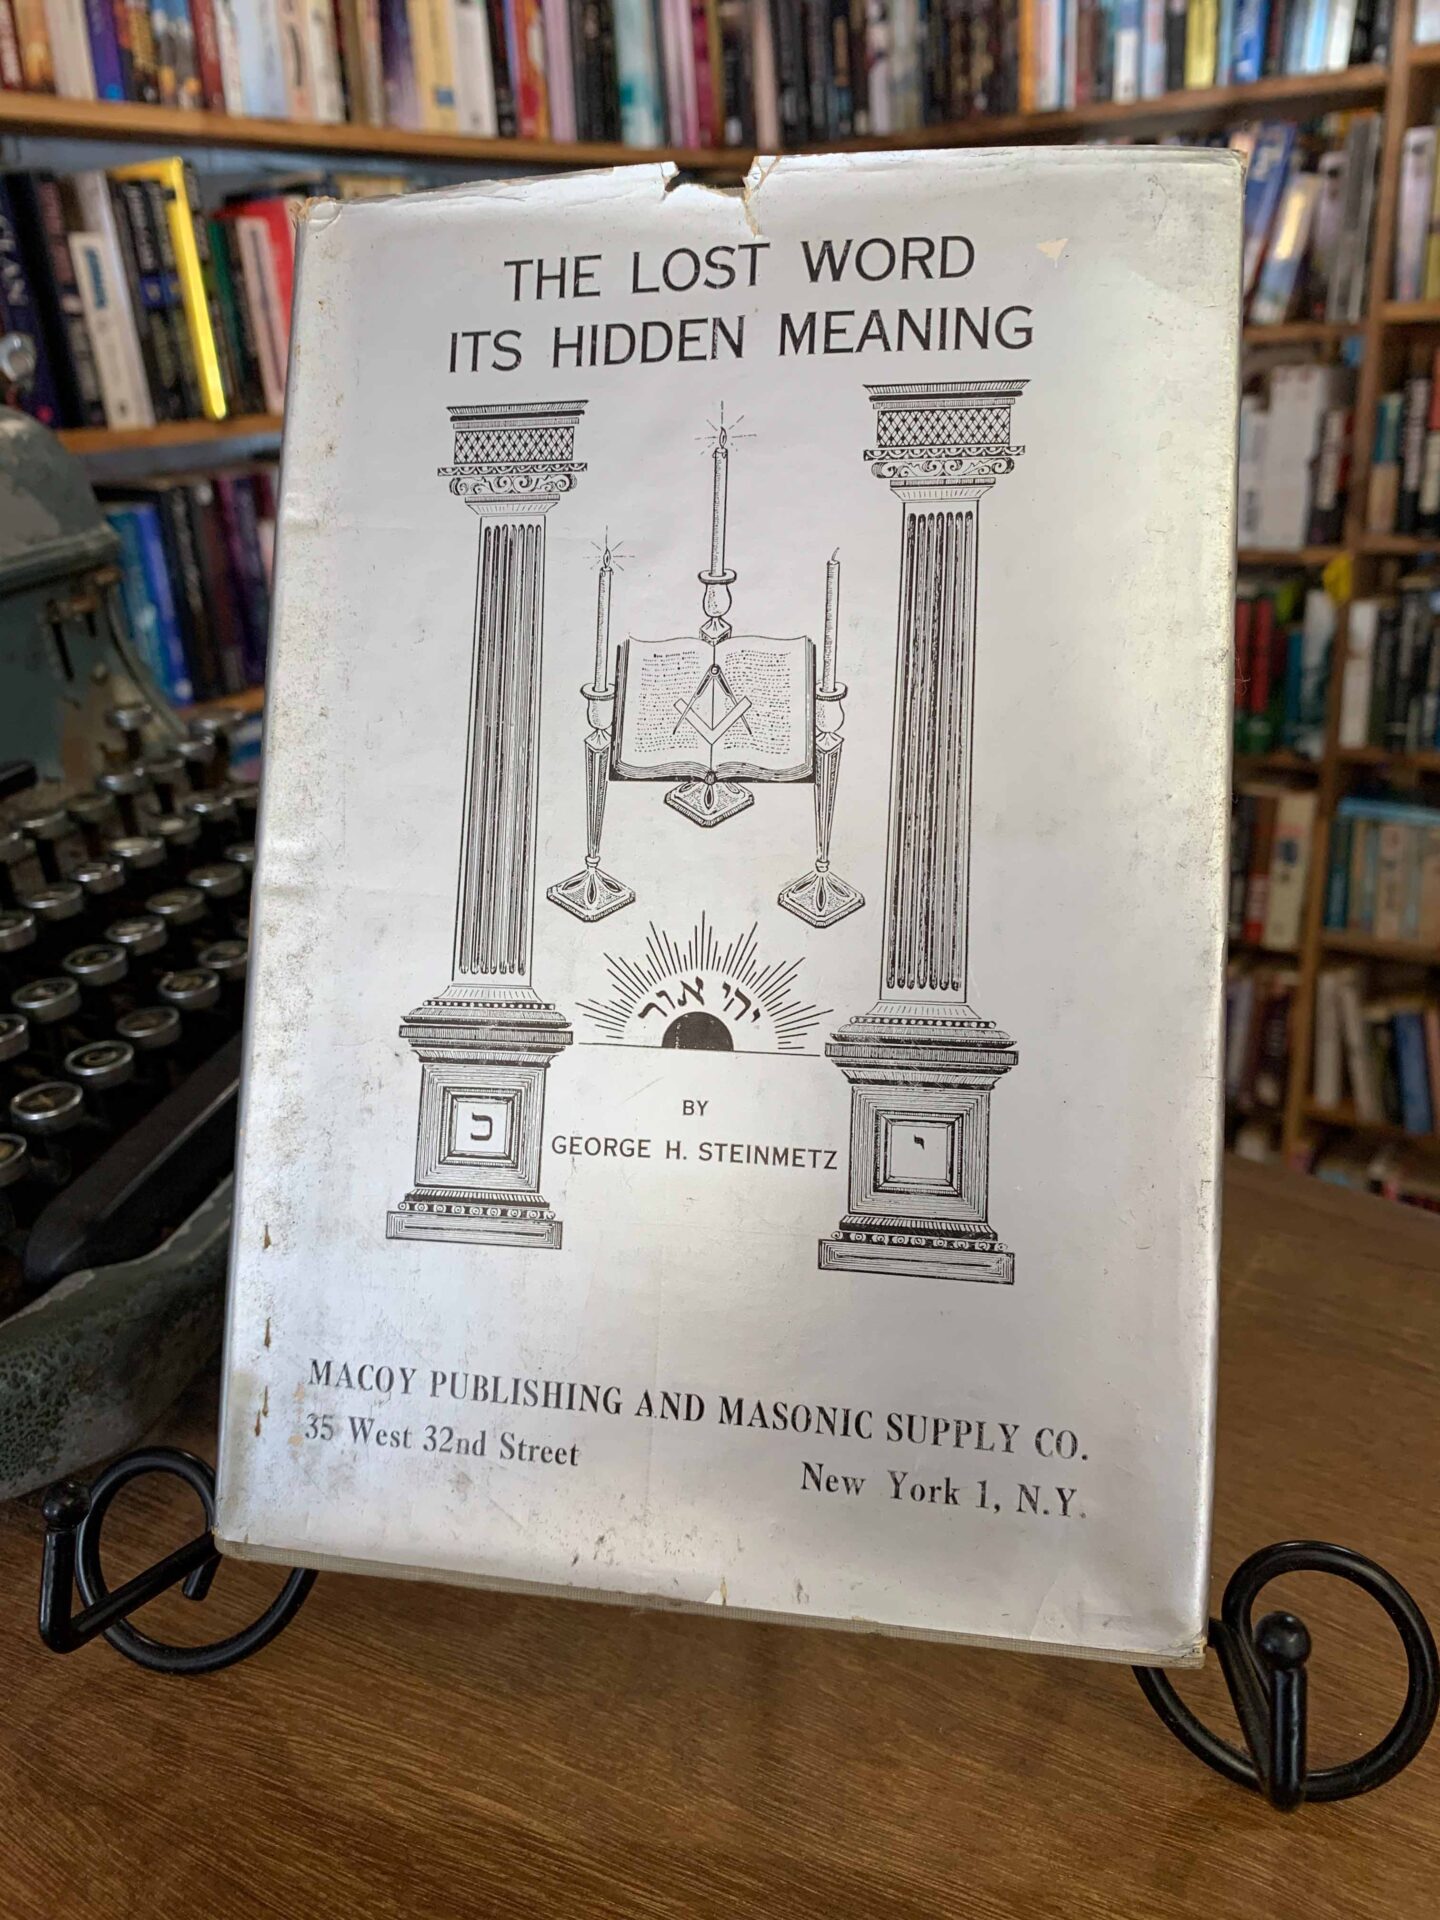 THE LOST WORD
ITS HIDDEN MEANING
יהי אור
BY
GEORGE H. STEINMETZ
כ
י
MACOY PUBLISHING AND MASONIC SUPPLY CO.
35 West 32nd Street
New York 1, N.Y.